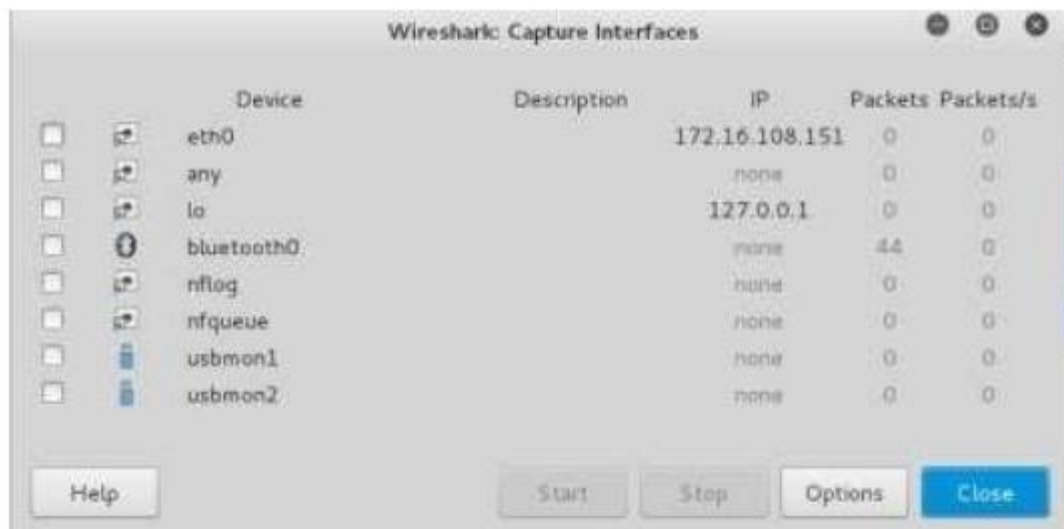 Wireshark: Capture Interfaces
Device Description IP Packets Packets/s
eth0 172.16.108.151 0 0
any none 0 0
lo 127.0.0.1 0 0
bluetooth0 none 44 0
nflog none 0 0
nfqueue none 0 0
usbmon1 none 0 0
usbmon2 none 0 0
Help Start Stop Options Close